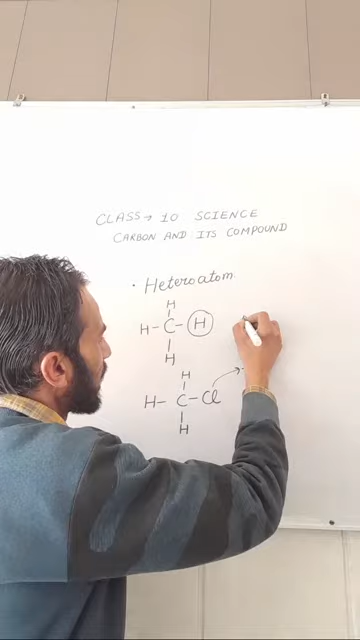 CLASS → 10 SCIENCE
CARBON AND ITS COMPOUND
• Heteroatom
H
H - C - H
H
H
H - C - Cl →
H